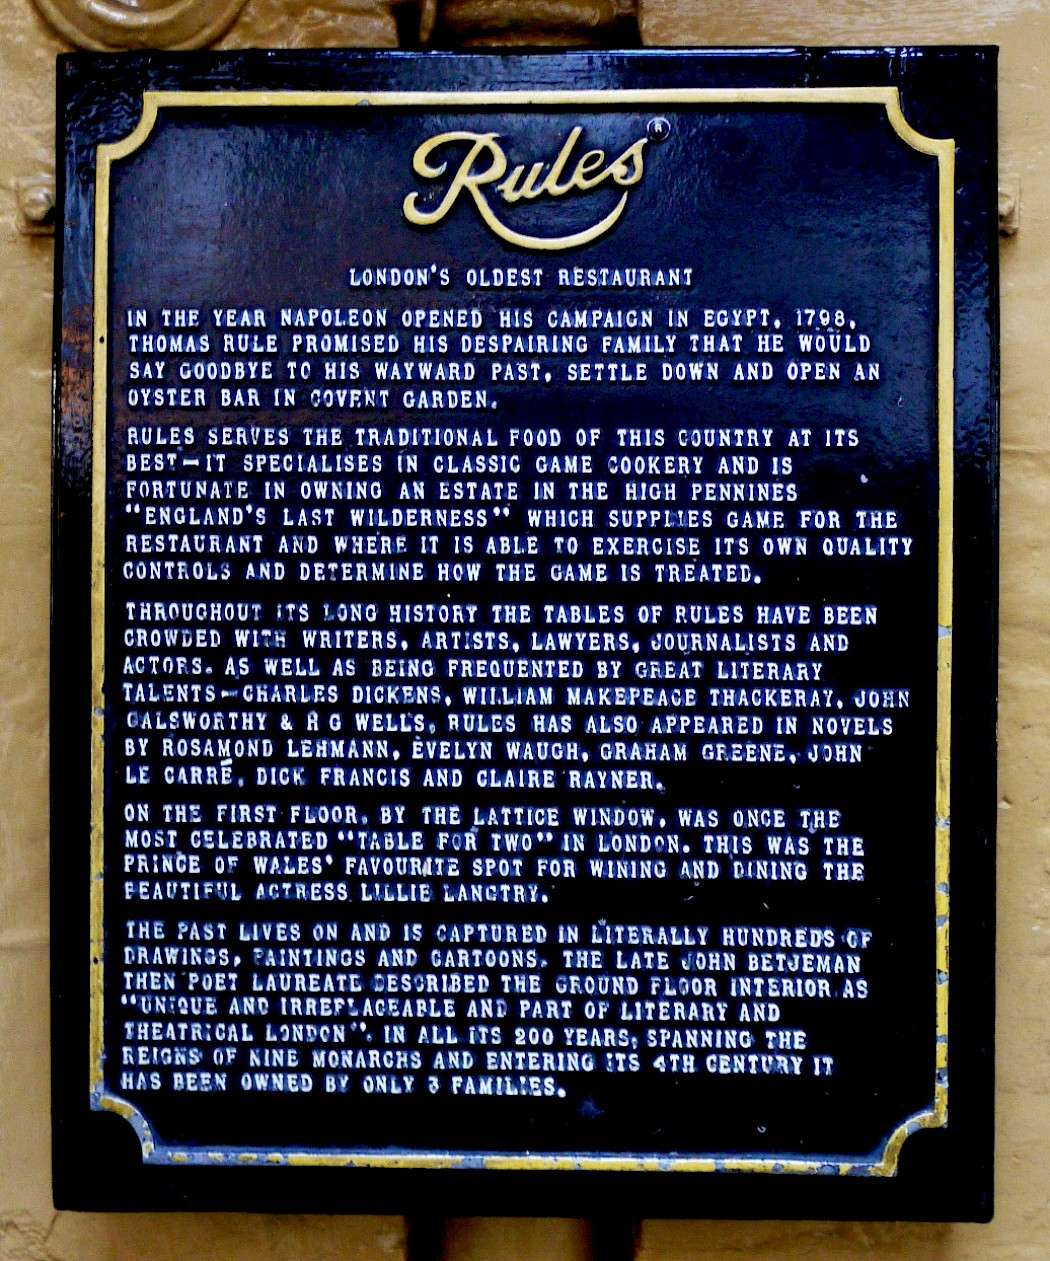 Rules ®
LONDON'S OLDEST RESTAURANT
IN THE YEAR NAPOLEON OPENED HIS CAMPAIGN IN EGYPT, 1798,
THOMAS RULE PROMISED HIS DESPAIRING FAMILY THAT HE WOULD
SAY GOODBYE TO HIS WAYWARD PAST, SETTLE DOWN AND OPEN AN
OYSTER BAR IN COVENT GARDEN.
RULES SERVES THE TRADITIONAL FOOD OF THIS COUNTRY AT ITS
BEST—IT SPECIALISES IN CLASSIC GAME COOKERY AND IS
FORTUNATE IN OWNING AN ESTATE IN THE HIGH PENNINES
"ENGLAND'S LAST WILDERNESS" WHICH SUPPLIES GAME FOR THE
RESTAURANT AND WHERE IT IS ABLE TO EXERCISE ITS OWN QUALITY
CONTROLS AND DETERMINE HOW THE GAME IS TREATED.
THROUGHOUT ITS LONG HISTORY THE TABLES OF RULES HAVE BEEN
CROWDED WITH WRITERS, ARTISTS, LAWYERS, JOURNALISTS AND
ACTORS. AS WELL AS BEING FREQUENTED BY GREAT LITERARY
TALENTS—CHARLES DICKENS, WILLIAM MAKEPEACE THACKERAY, JOHN
GALSWORTHY & H G WELLS, RULES HAS ALSO APPEARED IN NOVELS
BY ROSAMOND LEHMANN, EVELYN WAUGH, GRAHAM GREENE, JOHN
LE CARRÉ, DICK FRANCIS AND CLAIRE RAYNER.
ON THE FIRST FLOOR, BY THE LATTICE WINDOW, WAS ONCE THE
MOST CELEBRATED "TABLE FOR TWO" IN LONDON. THIS WAS THE
PRINCE OF WALES' FAVOURITE SPOT FOR WINING AND DINING THE
BEAUTIFUL ACTRESS LILLIE LANGTRY.
THE PAST LIVES ON AND IS CAPTURED IN LITERALLY HUNDREDS OF
DRAWINGS, PAINTINGS AND CARTOONS. THE LATE JOHN BETJEMAN
THEN POET LAUREATE DESCRIBED THE GROUND FLOOR INTERIOR AS
"UNIQUE AND IRREPLACEABLE AND PART OF LITERARY AND
THEATRICAL LONDON". IN ALL ITS 200 YEARS, SPANNING THE
REIGNS OF NINE MONARCHS AND ENTERING ITS 4TH CENTURY IT
HAS BEEN OWNED BY ONLY 3 FAMILIES.